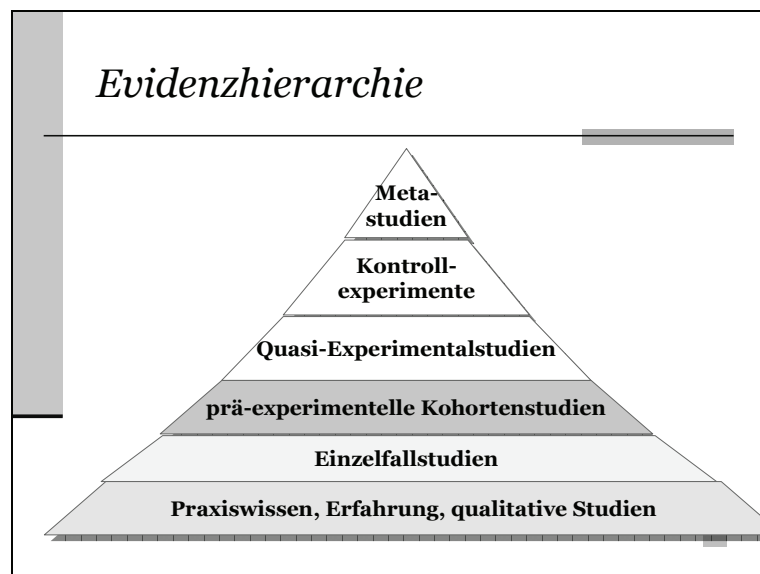 Evidenzhierarchie
Meta-
studien
Kontroll-
experimente
Quasi-Experimentalstudien
prä-experimentelle Kohortenstudien
Einzelfallstudien
Praxiswissen, Erfahrung, qualitative Studien